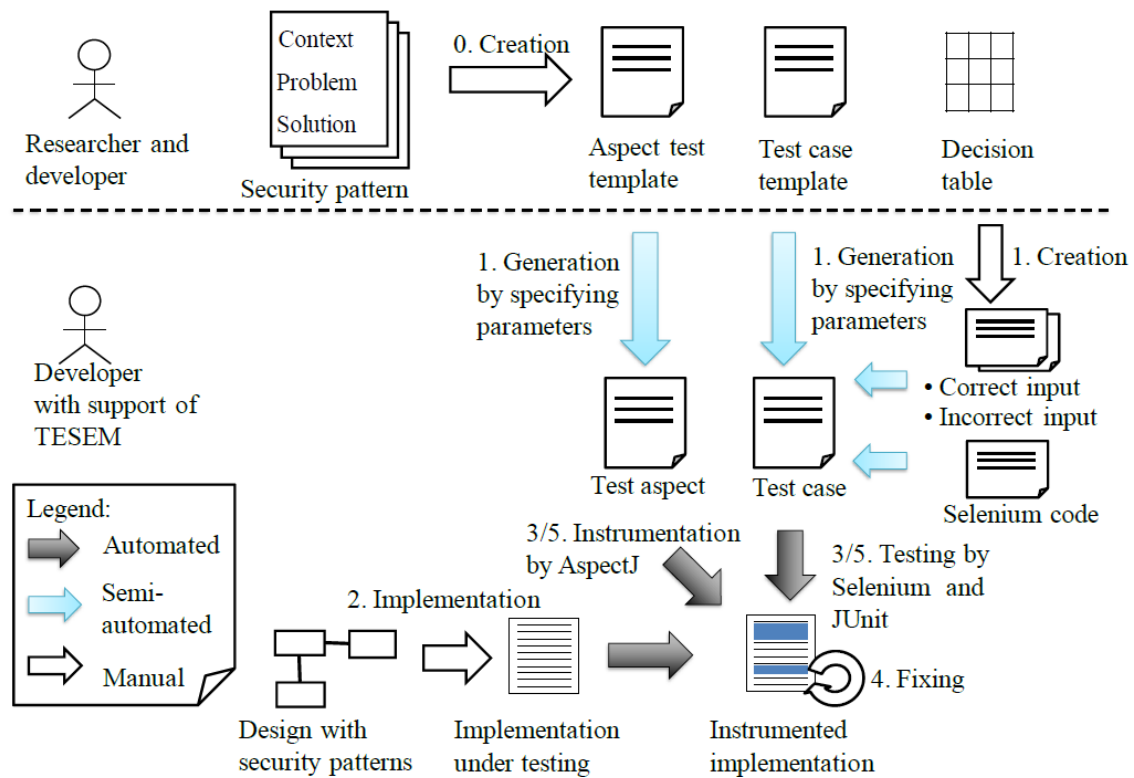 Context
Problem
Solution
0. Creation
Researcher and
developer
Security pattern
Aspect test
template
Test case
template
Decision
table
1. Generation
by specifying
parameters
1. Generation
by specifying
parameters
1. Creation
Developer
with support of
TESEM
• Correct input
• Incorrect input
Test aspect
Test case
Selenium code
Legend:
Automated
Semi-
automated
Manual
3/5. Instrumentation
by AspectJ
3/5. Testing by
Selenium and
JUnit
2. Implementation
4. Fixing
Design with
security patterns
Implementation
under testing
Instrumented
implementation